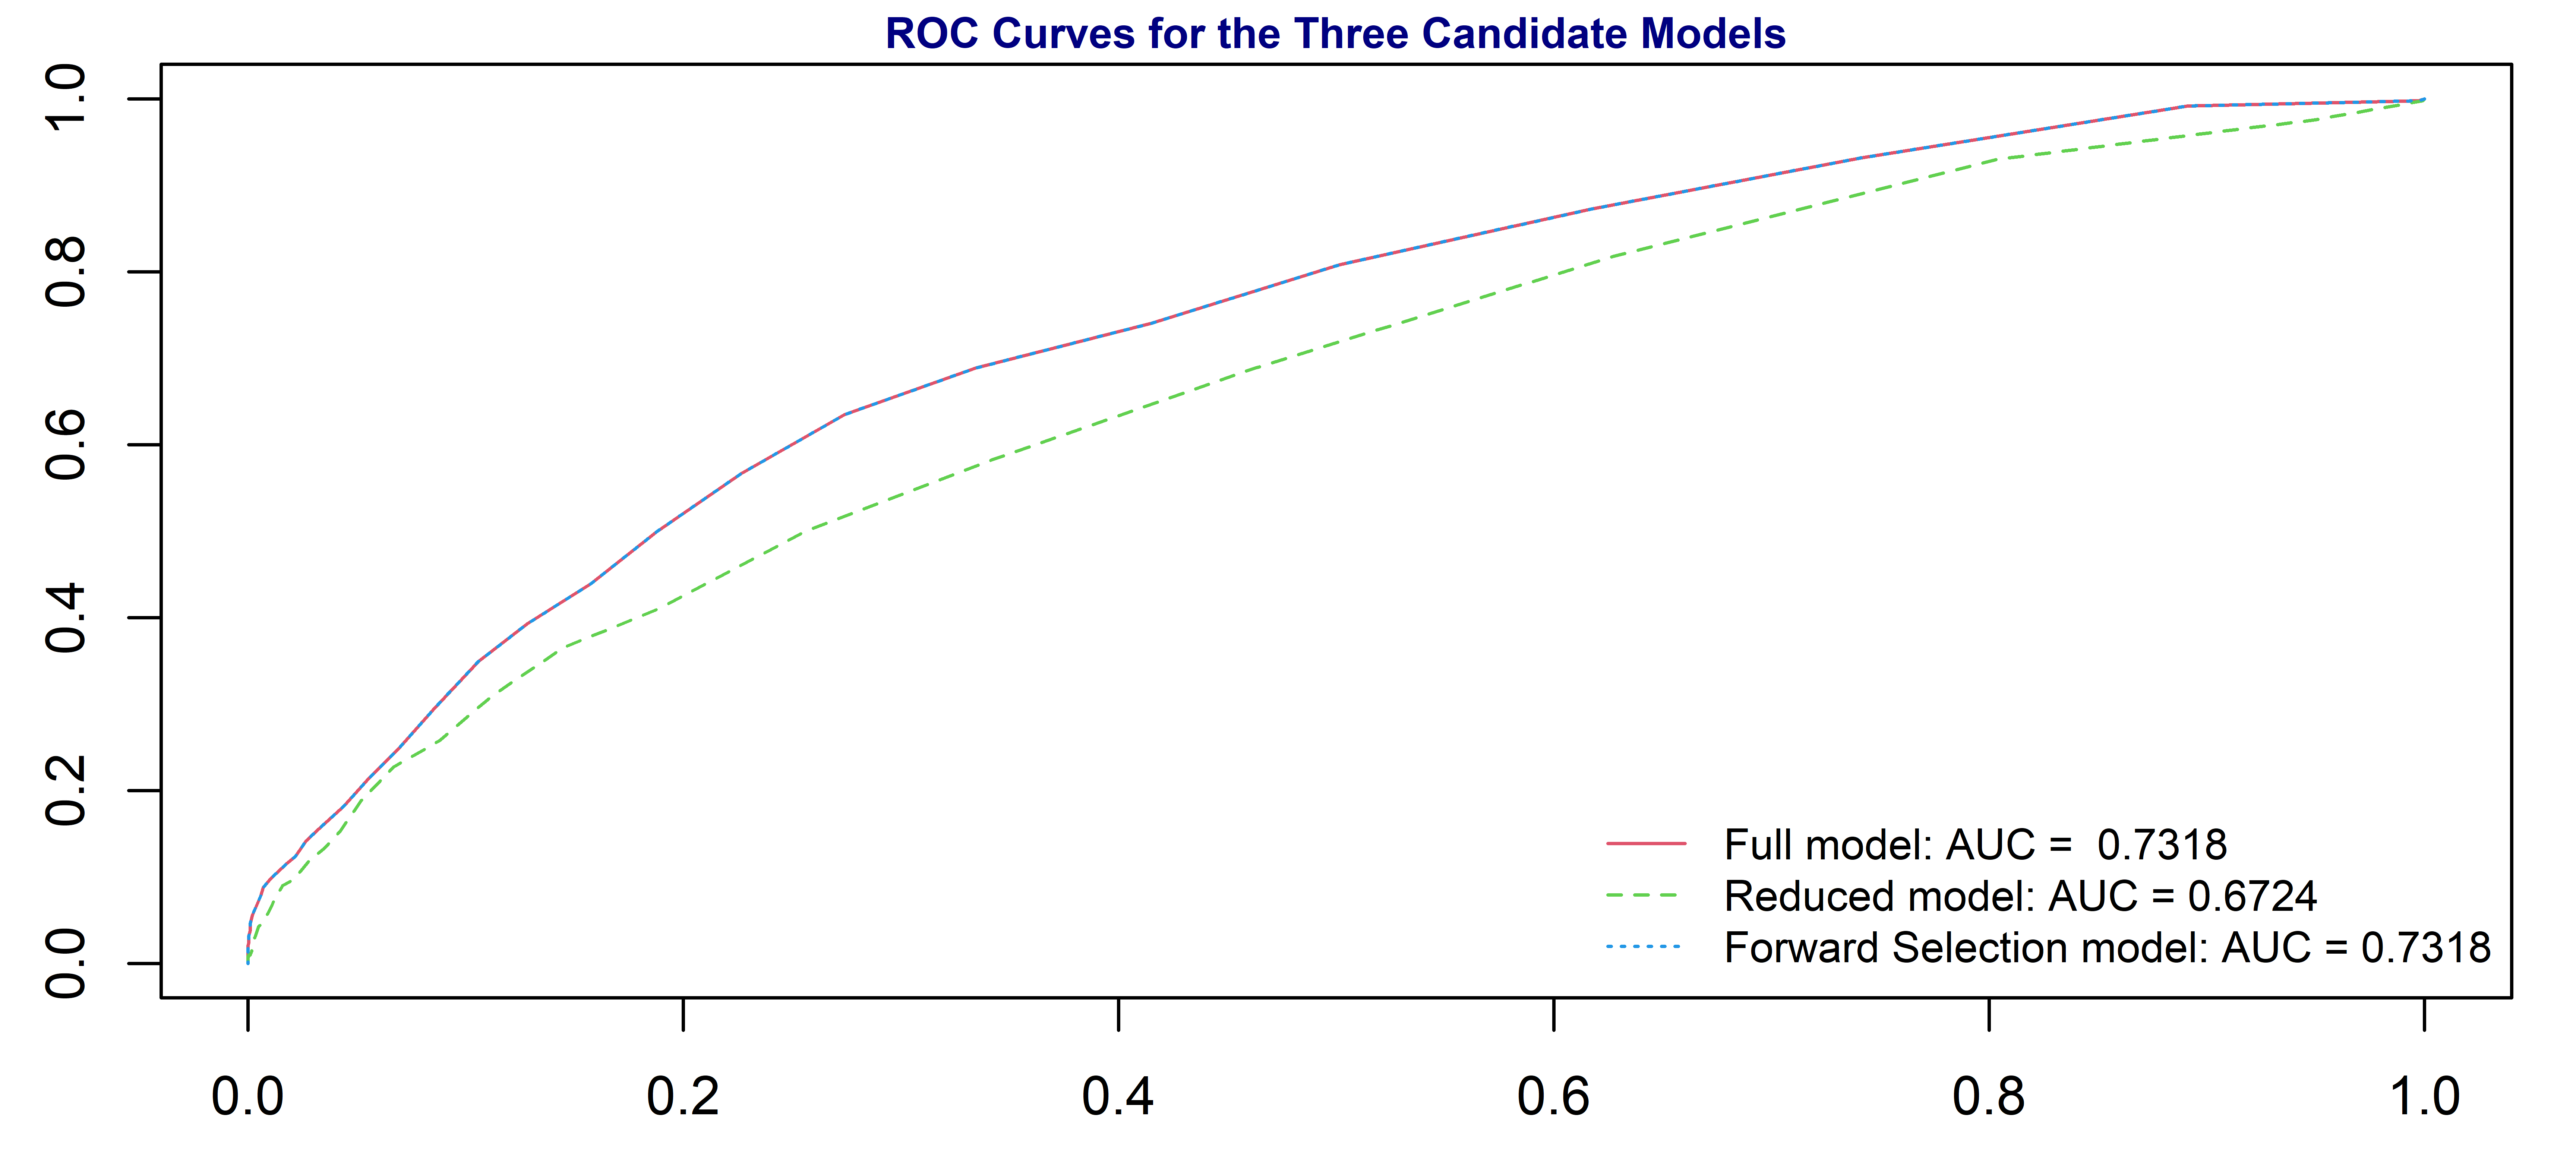 ROC Curves for the Three Candidate Models
1.0
0.8
0.6
0.4
0.2
0.0
Full model: AUC =  0.7318
Reduced model: AUC = 0.6724
Forward Selection model: AUC = 0.7318
0.0 0.2 0.4 0.6 0.8 1.0